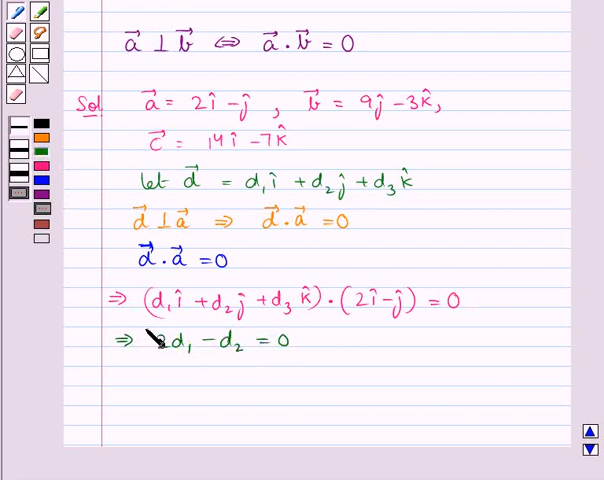 a⃗ ⊥ b⃗ ⇔ a⃗ . b⃗ = 0
Sol a⃗ = 2î - ĵ , b⃗ = 9ĵ - 3k̂,
c⃗ = 14î - 7k̂
let d⃗ = d₁î + d₂ĵ + d₃k̂
d⃗ ⊥ a⃗ ⇒ d⃗ . a⃗ = 0
d⃗ . a⃗ = 0
⇒ (d₁î + d₂ĵ + d₃k̂) . (2î - ĵ) = 0
⇒ 2d₁ - d₂ = 0